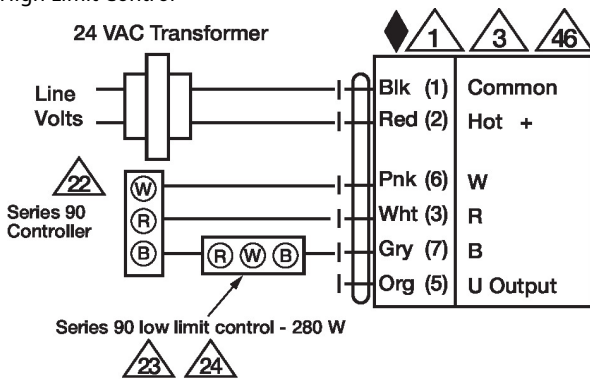 High Limit Control
24 VAC Transformer
1 3 46
Line
Volts
Blk (1) Common
Red (2) Hot +
22
Series 90
Controller
W
R
B
R W B
Pnk (6) W
Wht (3) R
Gry (7) B
Org (5) U Output
Series 90 low limit control - 280 W
23 24